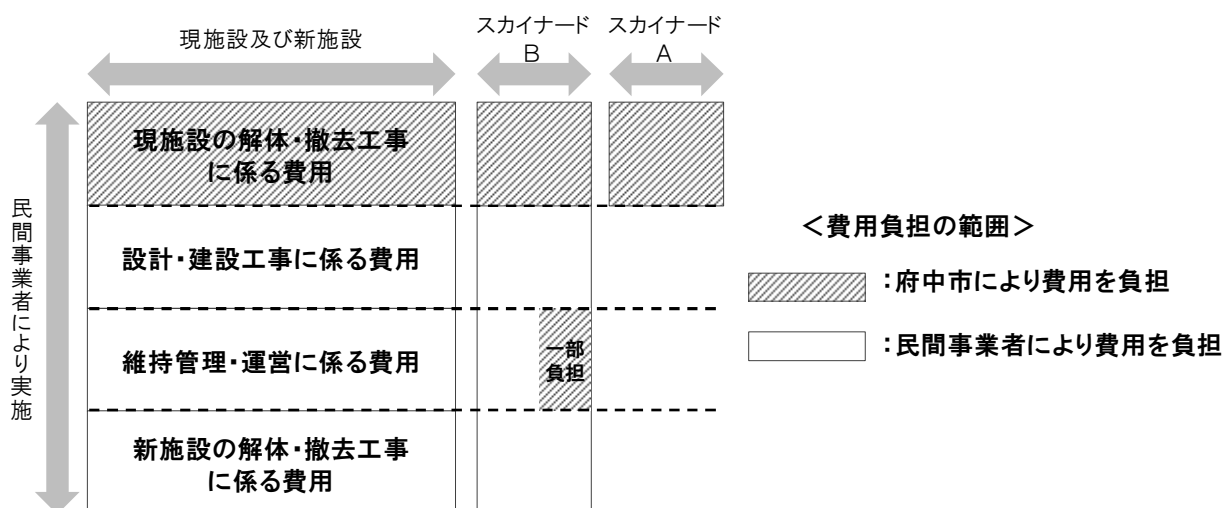 現施設及び新施設
スカイナード
B
スカイナード
A
民間事業者により実施
現施設の解体・撤去工事
に係る費用
設計・建設工事に係る費用
維持管理・運営に係る費用
一部
負担
新施設の解体・撤去工事
に係る費用
＜費用負担の範囲＞
：府中市により費用を負担
：民間事業者により費用を負担